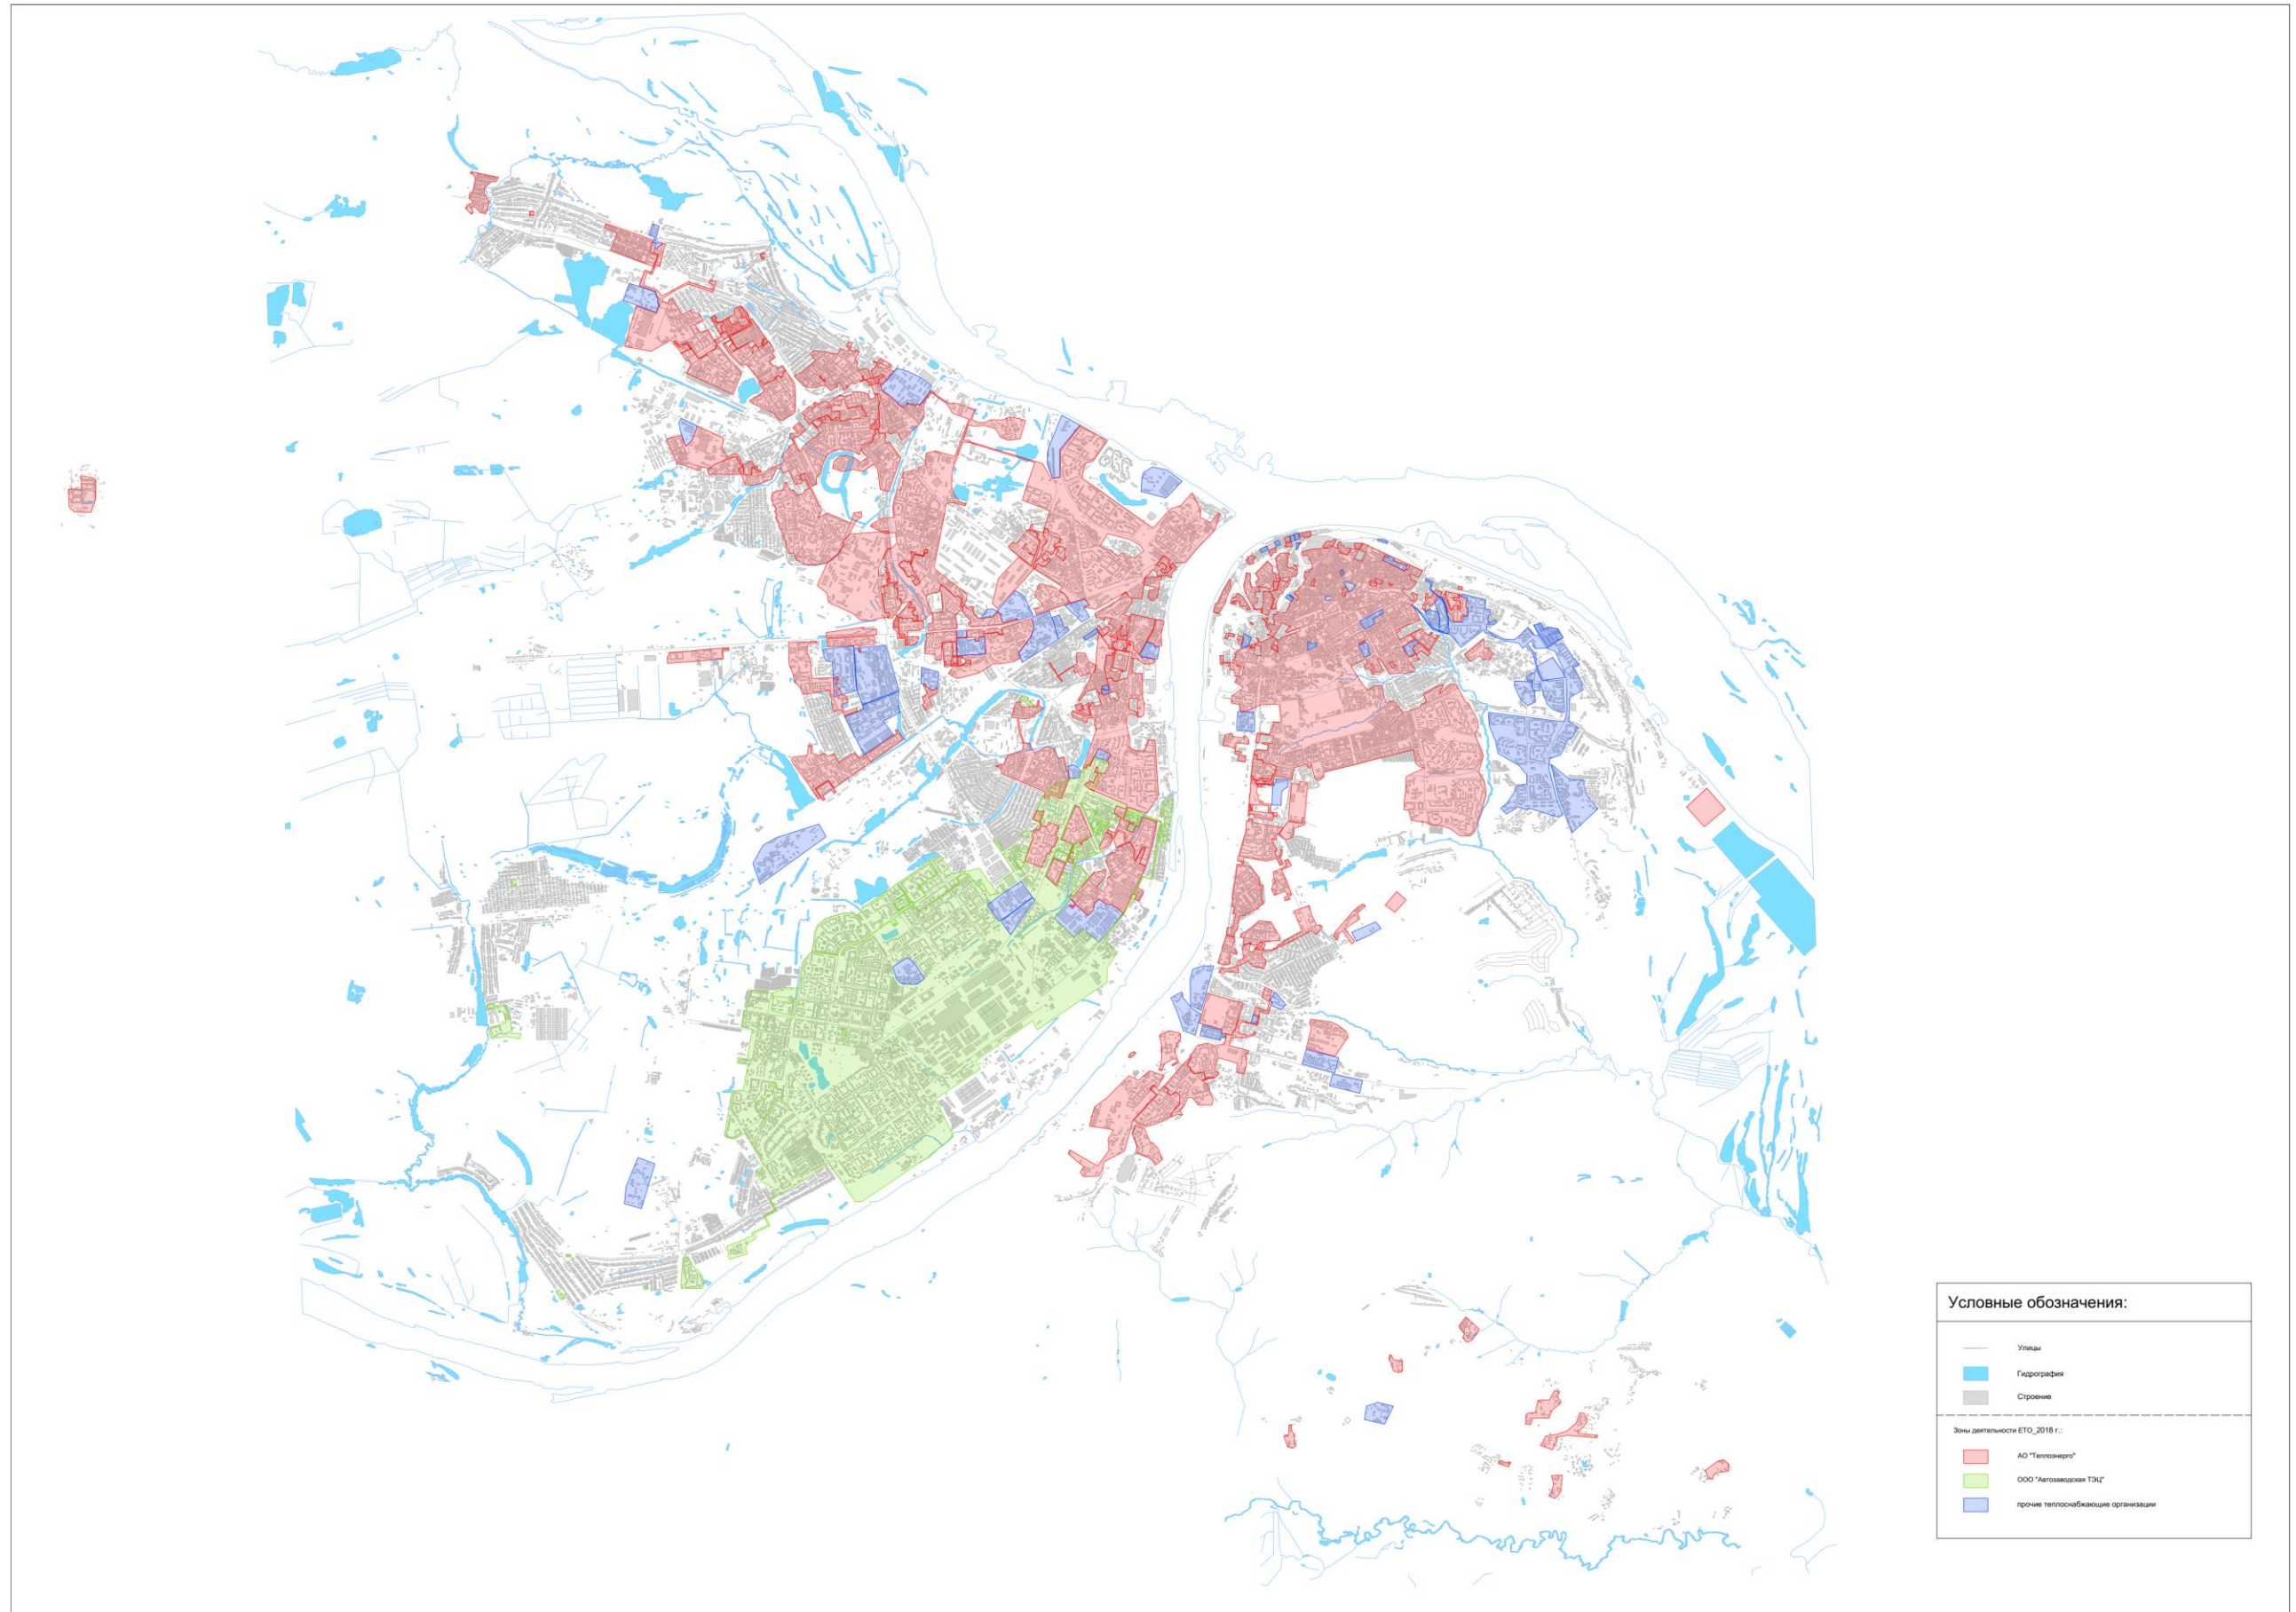 Условные обозначения:
Улицы
Гидрография
Строение
Зоны деятельности ЕТО_2018 г.:
АО "Теплоэнерго"
ООО "Автозаводская ТЭЦ"
прочие теплоснабжающие организации